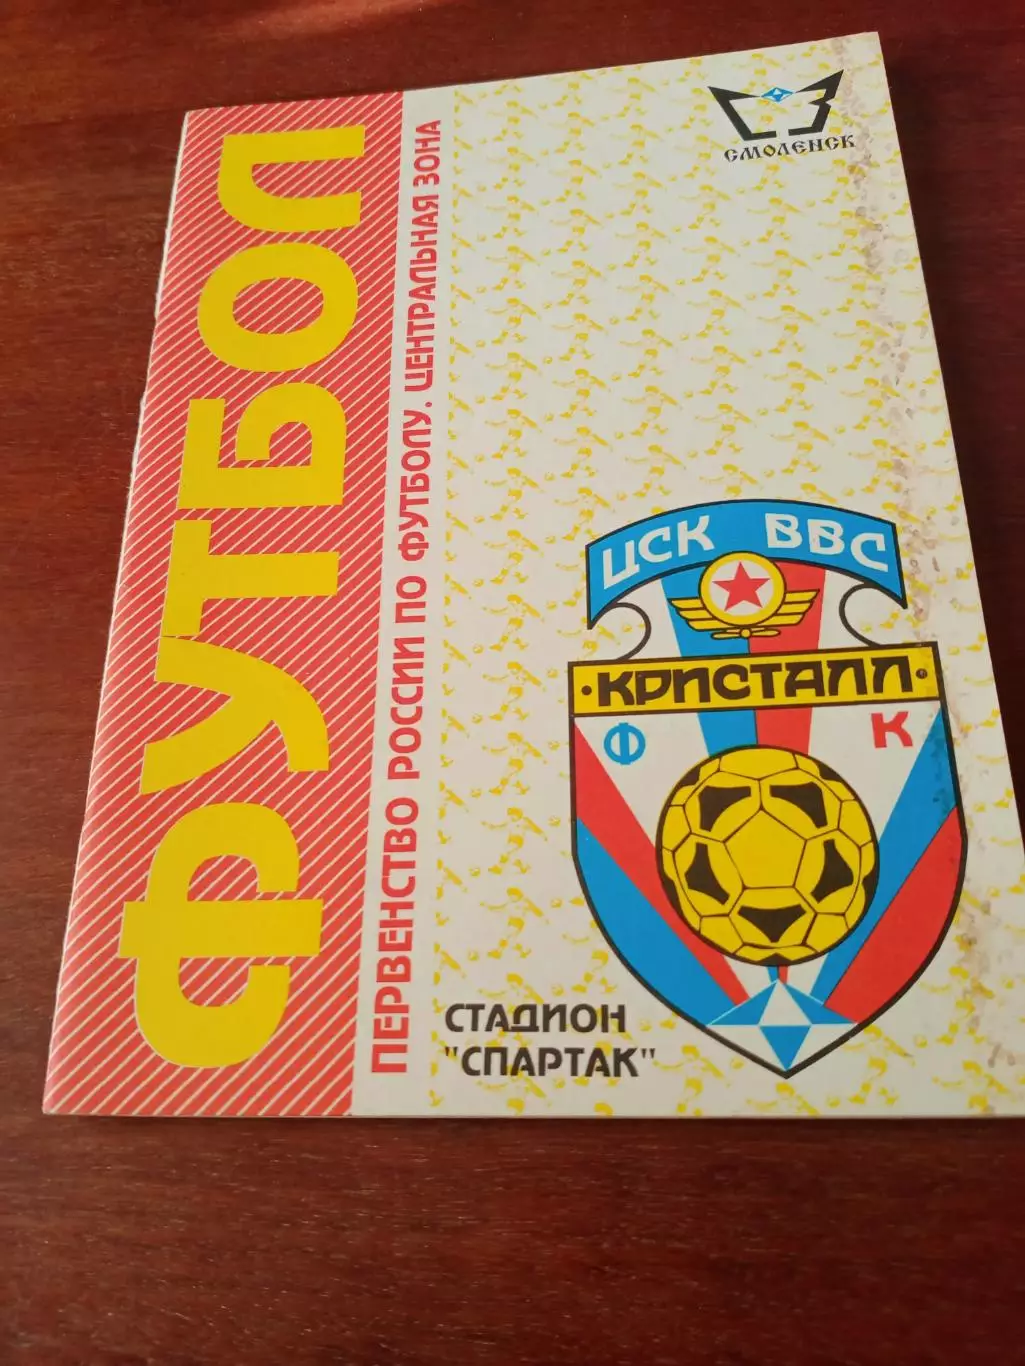 ФУТБОЛ
ПЕРВЕНСТВО РОССИИ ПО ФУТБОЛУ. ЦЕНТРАЛЬНАЯ ЗОНА
СМОЛЕНСК
ЦСК ВВС
·КРИСТАЛЛ·
Ф К
СТАДИОН
"СПАРТАК"